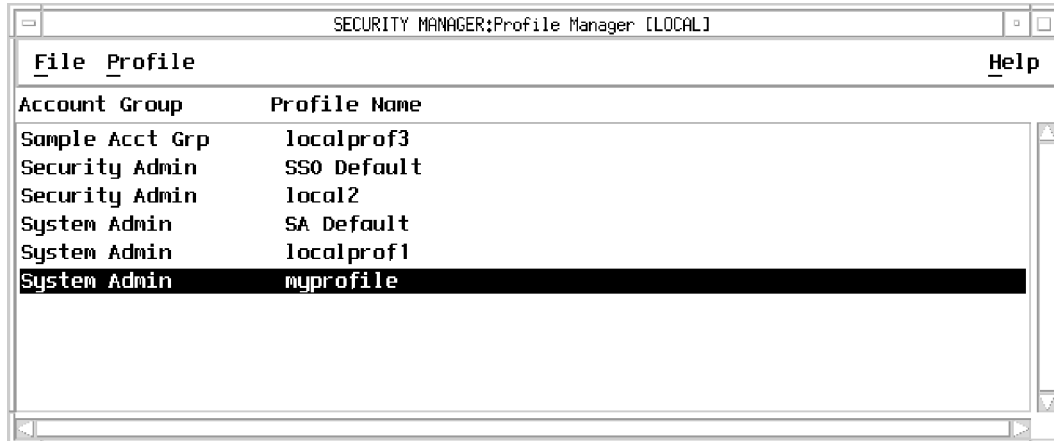 SECURITY MANAGER:Profile Manager [LOCAL]
File Profile Help
Account Group Profile Name
Sample Acct Grp localprof3
Security Admin SSO Default
Security Admin local2
System Admin SA Default
System Admin localprof1
System Admin myprofile